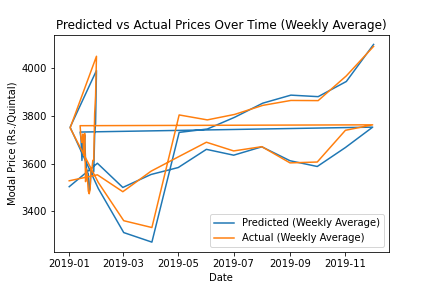 Predicted vs Actual Prices Over Time (Weekly Average)
Modal Price (Rs./Quintal)
4000
3800
3600
3400
Predicted (Weekly Average)
Actual (Weekly Average)
2019-01 2019-03 2019-05 2019-07 2019-09 2019-11
Date